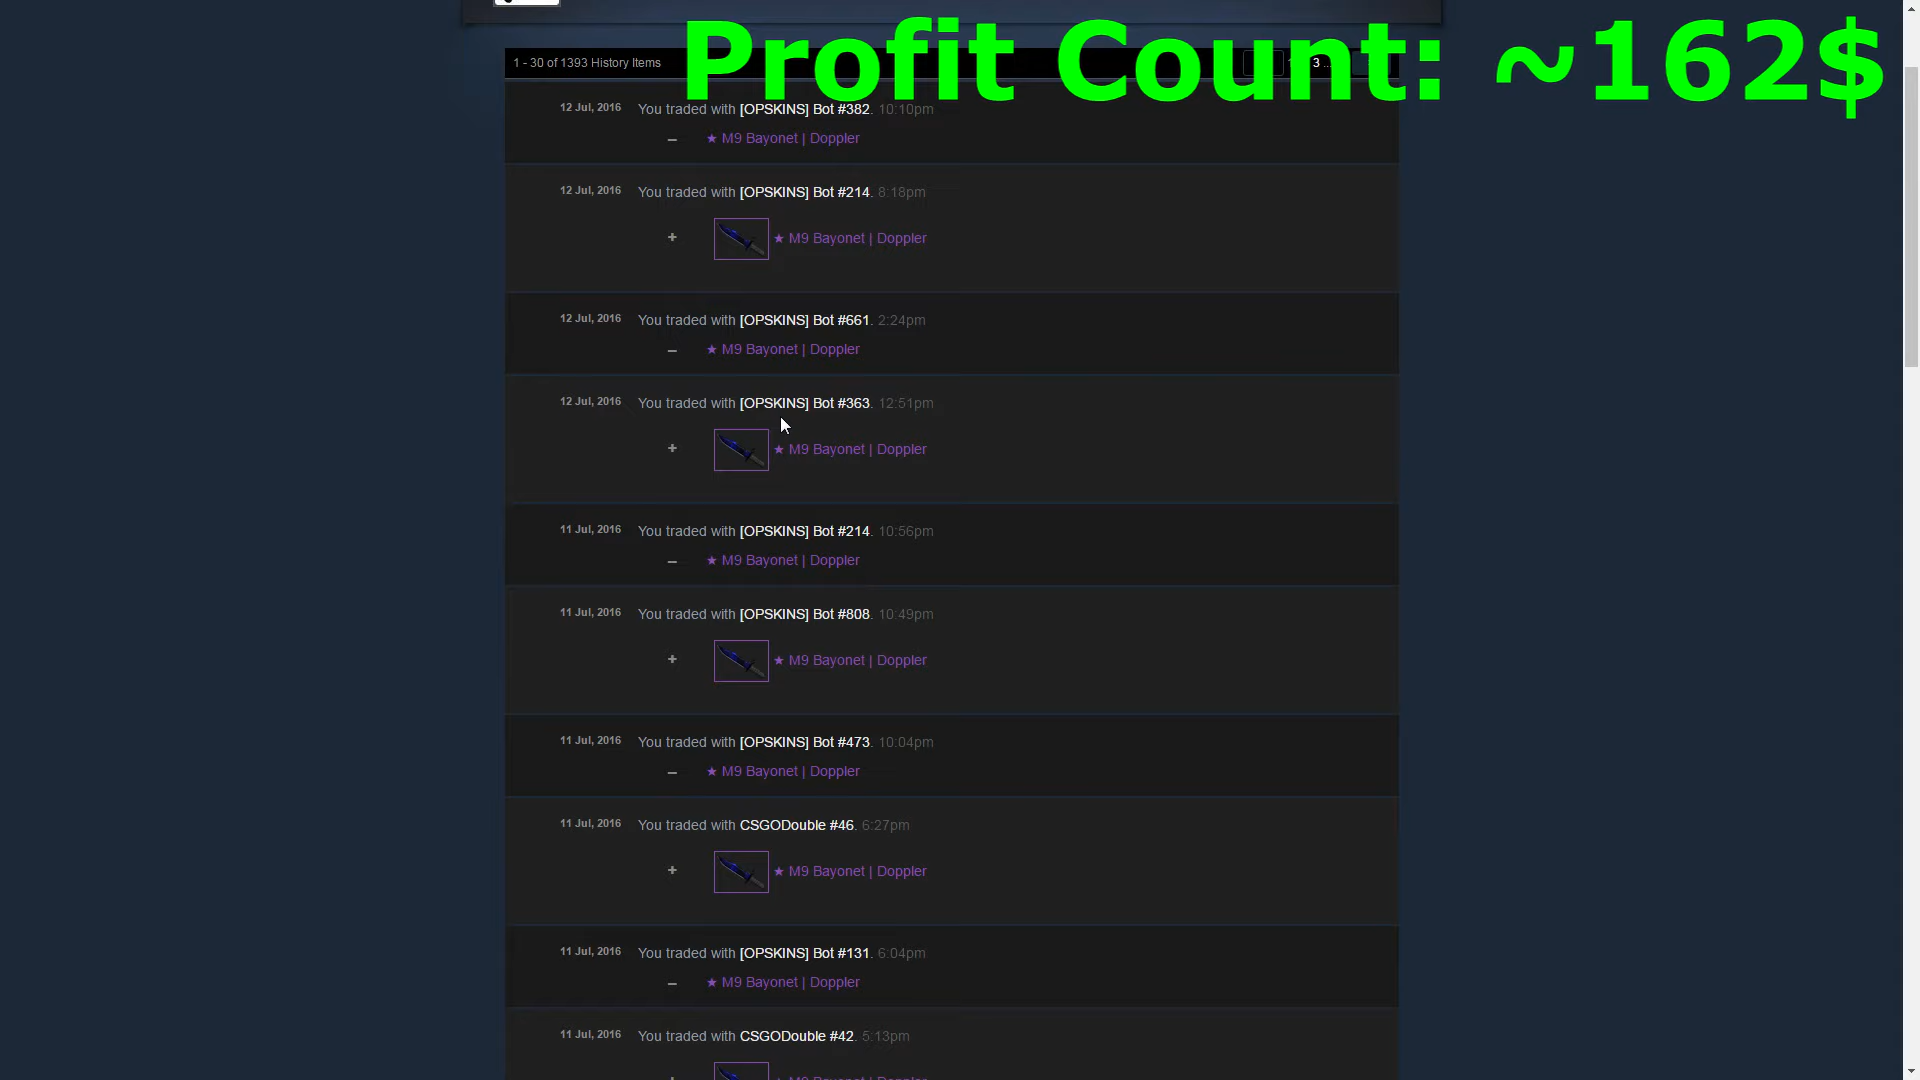 Profit Count: ~162$
1 - 30 of 1393 History Items
3 ...
12 Jul, 2016 You traded with [OPSKINS] Bot #382. 10:10pm
– ★ M9 Bayonet | Doppler
12 Jul, 2016 You traded with [OPSKINS] Bot #214. 8:18pm
+ ★ M9 Bayonet | Doppler
12 Jul, 2016 You traded with [OPSKINS] Bot #661. 2:24pm
– ★ M9 Bayonet | Doppler
12 Jul, 2016 You traded with [OPSKINS] Bot #363. 12:51pm
+ ★ M9 Bayonet | Doppler
11 Jul, 2016 You traded with [OPSKINS] Bot #214. 10:56pm
– ★ M9 Bayonet | Doppler
11 Jul, 2016 You traded with [OPSKINS] Bot #808. 10:49pm
+ ★ M9 Bayonet | Doppler
11 Jul, 2016 You traded with [OPSKINS] Bot #473. 10:04pm
– ★ M9 Bayonet | Doppler
11 Jul, 2016 You traded with CSGODouble #46. 6:27pm
+ ★ M9 Bayonet | Doppler
11 Jul, 2016 You traded with [OPSKINS] Bot #131. 6:04pm
– ★ M9 Bayonet | Doppler
11 Jul, 2016 You traded with CSGODouble #42. 5:13pm